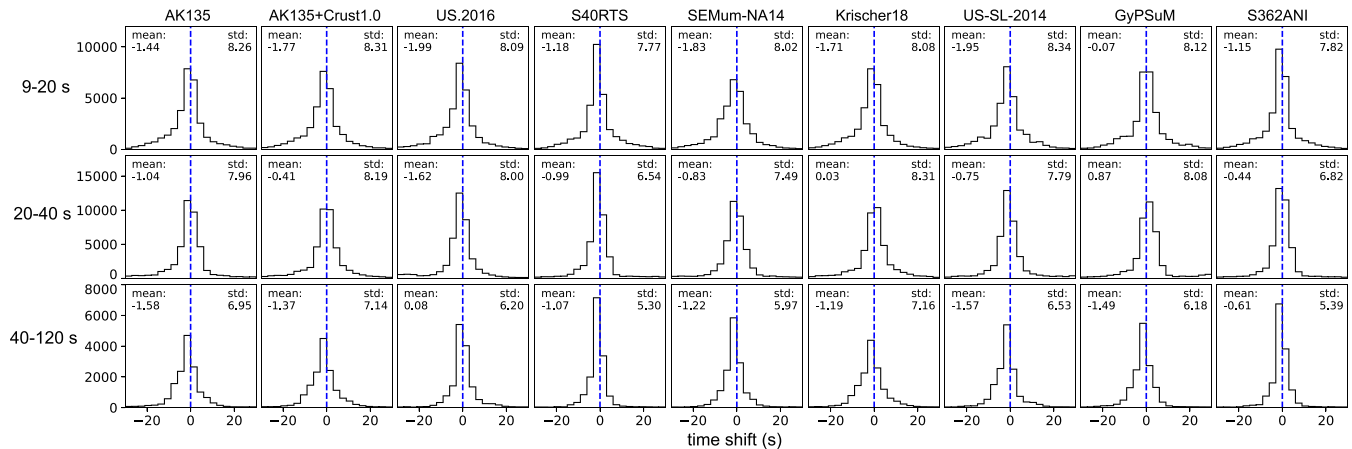 AK135 AK135+Crust1.0 US.2016 S40RTS SEMum-NA14 Krischer18 US-SL-2014 GyPSuM S362ANI
9-20 s
10000
5000
0
mean: std: mean: std: mean: std: mean: std: mean: std: mean: std: mean: std: mean: std: mean: std:
-1.44 8.26 -1.77 8.31 -1.99 8.09 -1.18 7.77 -1.83 8.02 -1.71 8.08 -1.95 8.34 -0.07 8.12 -1.15 7.82
20-40 s
15000
10000
5000
0
mean: std: mean: std: mean: std: mean: std: mean: std: mean: std: mean: std: mean: std: mean: std:
-1.04 7.96 -0.41 8.19 -1.62 8.00 -0.99 6.54 -0.83 7.49 0.03 8.31 -0.75 7.79 0.87 8.08 -0.44 6.82
40-120 s
8000
6000
4000
2000
0
mean: std: mean: std: mean: std: mean: std: mean: std: mean: std: mean: std: mean: std: mean: std:
-1.58 6.95 -1.37 7.14 0.08 6.20 -1.07 5.30 -1.22 5.97 -1.19 7.16 -1.57 6.53 -1.49 6.18 -0.61 5.39
−20 0 20 −20 0 20 −20 0 20 −20 0 20 −20 0 20 −20 0 20 −20 0 20 −20 0 20 −20 0 20
time shift (s)